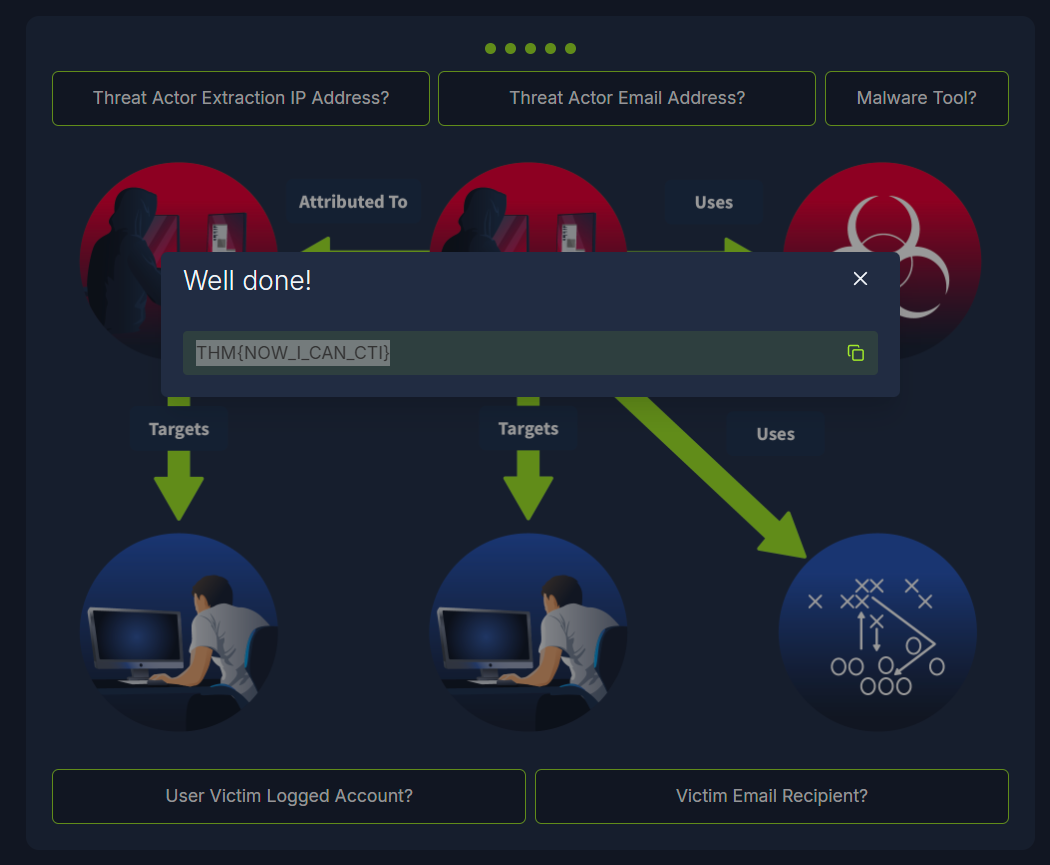 Threat Actor Extraction IP Address?
Threat Actor Email Address?
Malware Tool?
Attributed To
Uses
Well done!
THM{NOW_I_CAN_CTI}
Targets
Targets
Uses
User Victim Logged Account?
Victim Email Recipient?